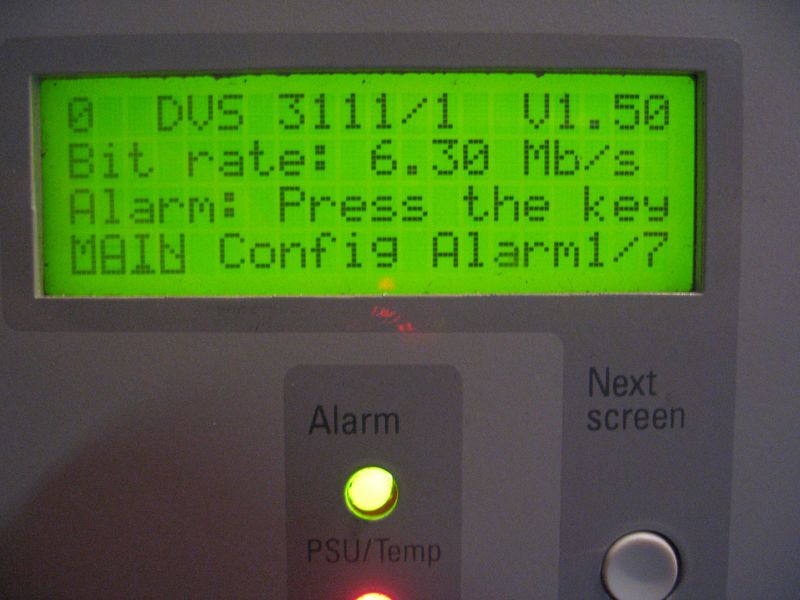 0 DVS 3111/1 V1.50
Bit rate: 6.30 Mb/s
Alarm: Press the key
MAIN Config Alarm1/7
Next
screen
Alarm
PSU/Temp